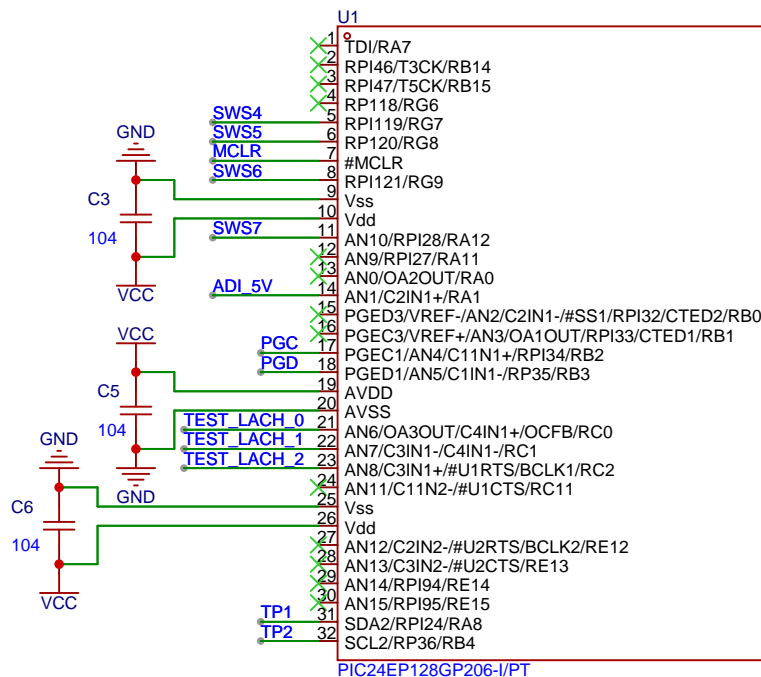 U1
1 TDI/RA7
2 RPI46/T3CK/RB14
3 RPI47/T5CK/RB15
4 RP118/RG6
SWS4 5 RPI119/RG7
SWS5 6 RP120/RG8
MCLR 7 #MCLR
SWS6 8 RPI121/RG9
GND
C3
104
VCC
9 Vss
10 Vdd
SWS7 11 AN10/RPI28/RA12
12 AN9/RPI27/RA11
13 AN0/OA2OUT/RA0
ADI_5V 14 AN1/C2IN1+/RA1
15 PGED3/VREF-/AN2/C2IN1-/#SS1/RPI32/CTED2/RB0
16 PGEC3/VREF+/AN3/OA1OUT/RPI33/CTED1/RB1
PGC 17 PGEC1/AN4/C11N1+/RPI34/RB2
PGD 18 PGED1/AN5/C1IN1-/RP35/RB3
VCC
C5
104
GND
19 AVDD
20 AVSS
TEST_LACH_0 21 AN6/OA3OUT/C4IN1+/OCFB/RC0
TEST_LACH_1 22 AN7/C3IN1-/C4IN1-/RC1
TEST_LACH_2 23 AN8/C3IN1+/#U1RTS/BCLK1/RC2
24 AN11/C11N2-/#U1CTS/RC11
GND
C6
104
VCC
25 Vss
26 Vdd
27 AN12/C2IN2-/#U2RTS/BCLK2/RE12
28 AN13/C3IN2-/#U2CTS/RE13
29 AN14/RPI94/RE14
30 AN15/RPI95/RE15
TP1 31 SDA2/RPI24/RA8
TP2 32 SCL2/RP36/RB4
PIC24EP128GP206-I/PT